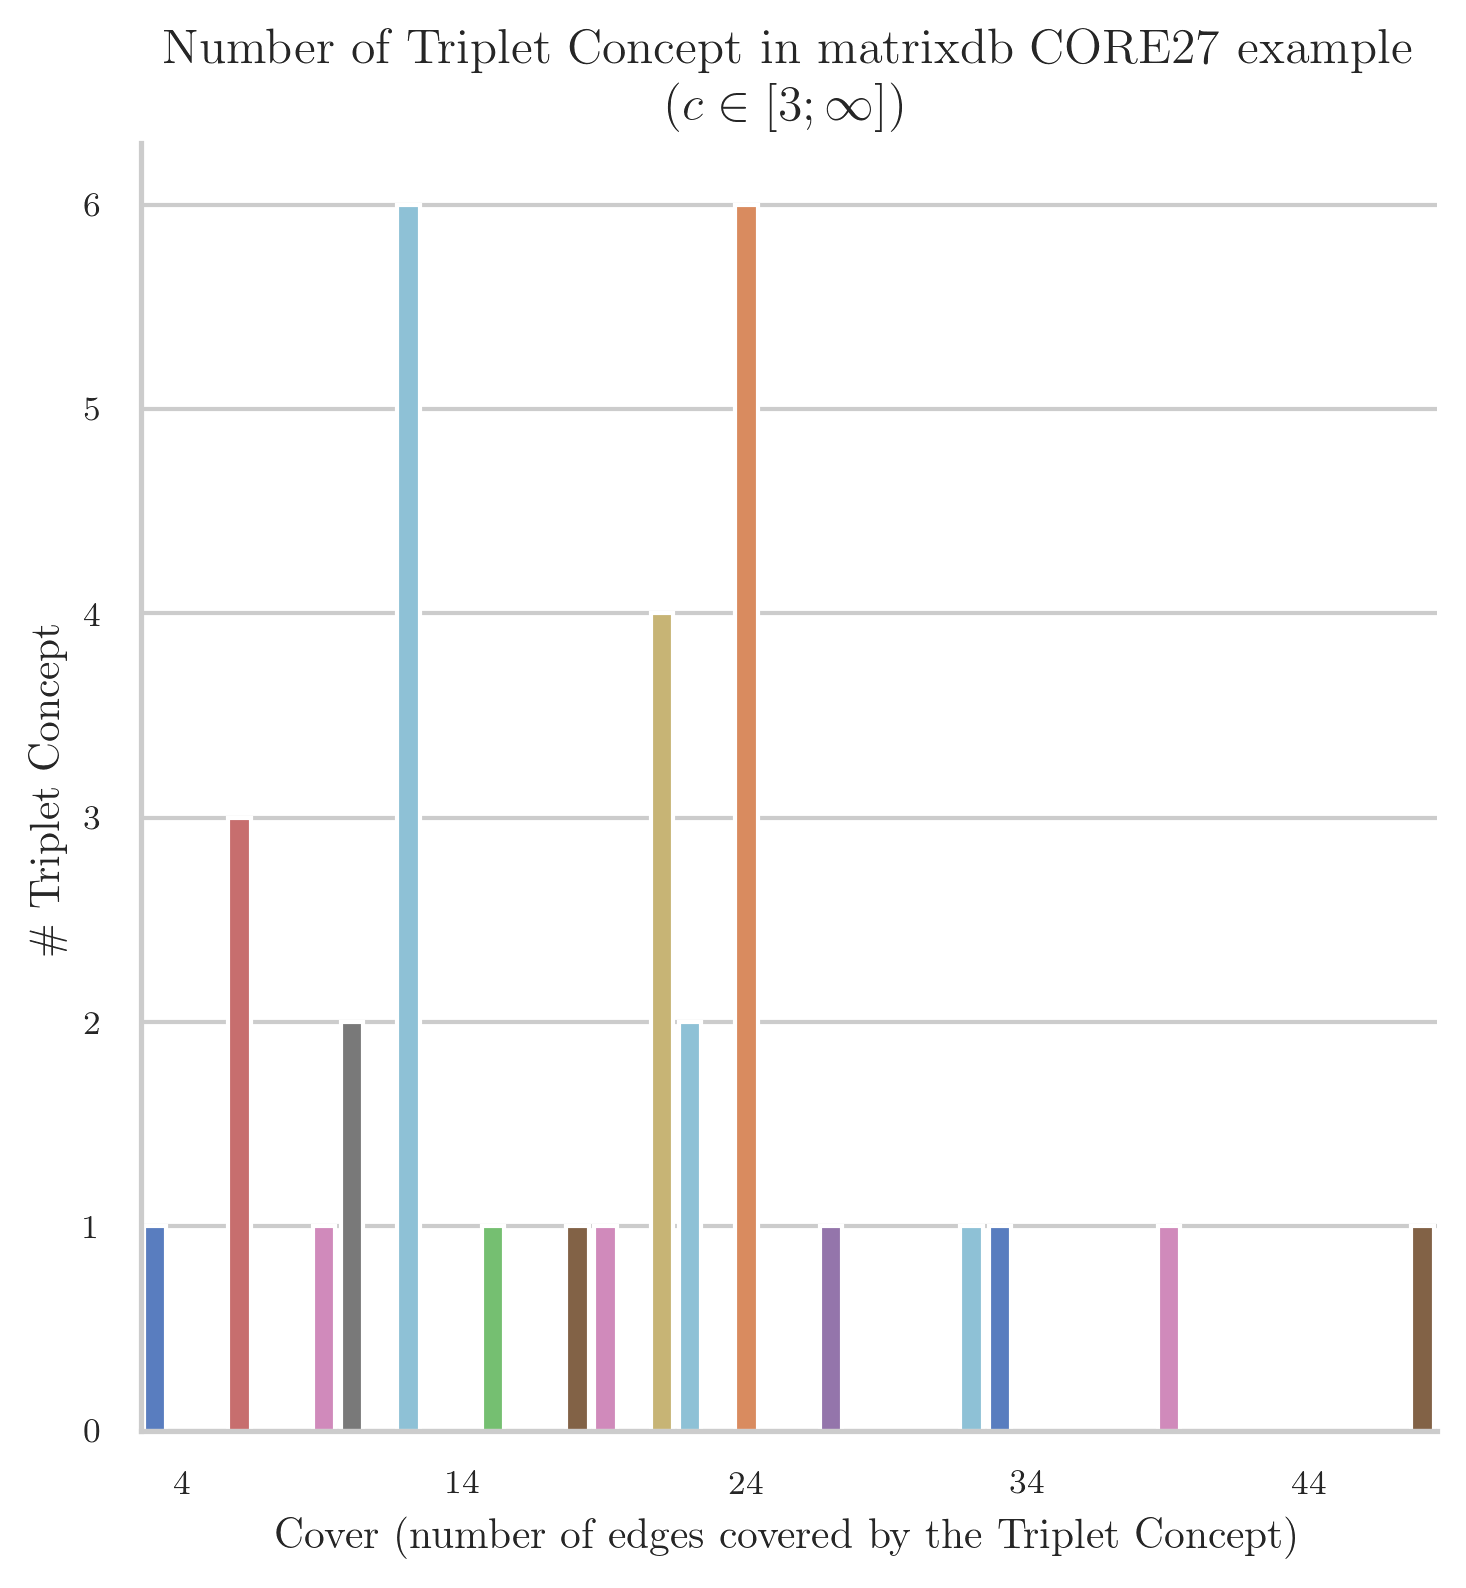 Number of Triplet Concept in matrixdb CORE27 example
(c ∈ [3; ∞])
# Triplet Concept
6
5
4
3
2
1
0
4 14 24 34 44
Cover (number of edges covered by the Triplet Concept)